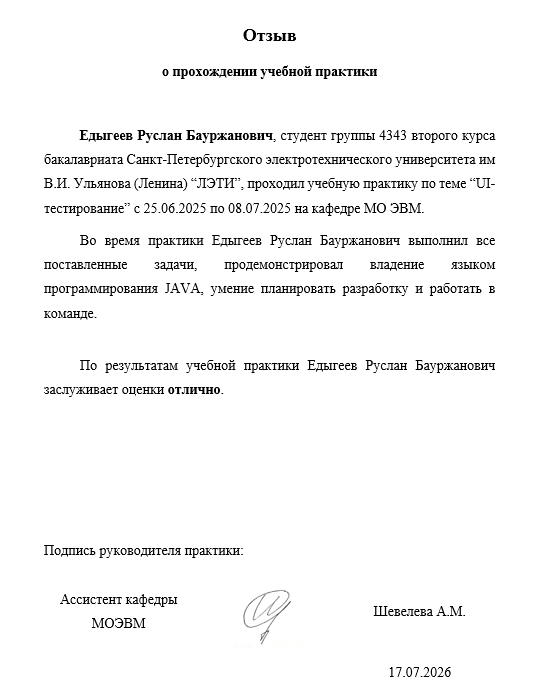 Отзыв
о прохождении учебной практики
Едыгеев Руслан Бауржанович, студент группы 4343 второго курса
бакалавриата Санкт-Петербургского электротехнического университета им
В.И. Ульянова (Ленина) “ЛЭТИ”, проходил учебную практику по теме “UI-
тестирование” с 25.06.2025 по 08.07.2025 на кафедре МО ЭВМ.
Во время практики Едыгеев Руслан Бауржанович выполнил все
поставленные задачи, продемонстрировал владение языком
программирования JAVA, умение планировать разработку и работать в
команде.
По результатам учебной практики Едыгеев Руслан Бауржанович
заслуживает оценки отлично.
Подпись руководителя практики:
Ассистент кафедры
МОЭВМ
Шевелева А.М.
17.07.2026